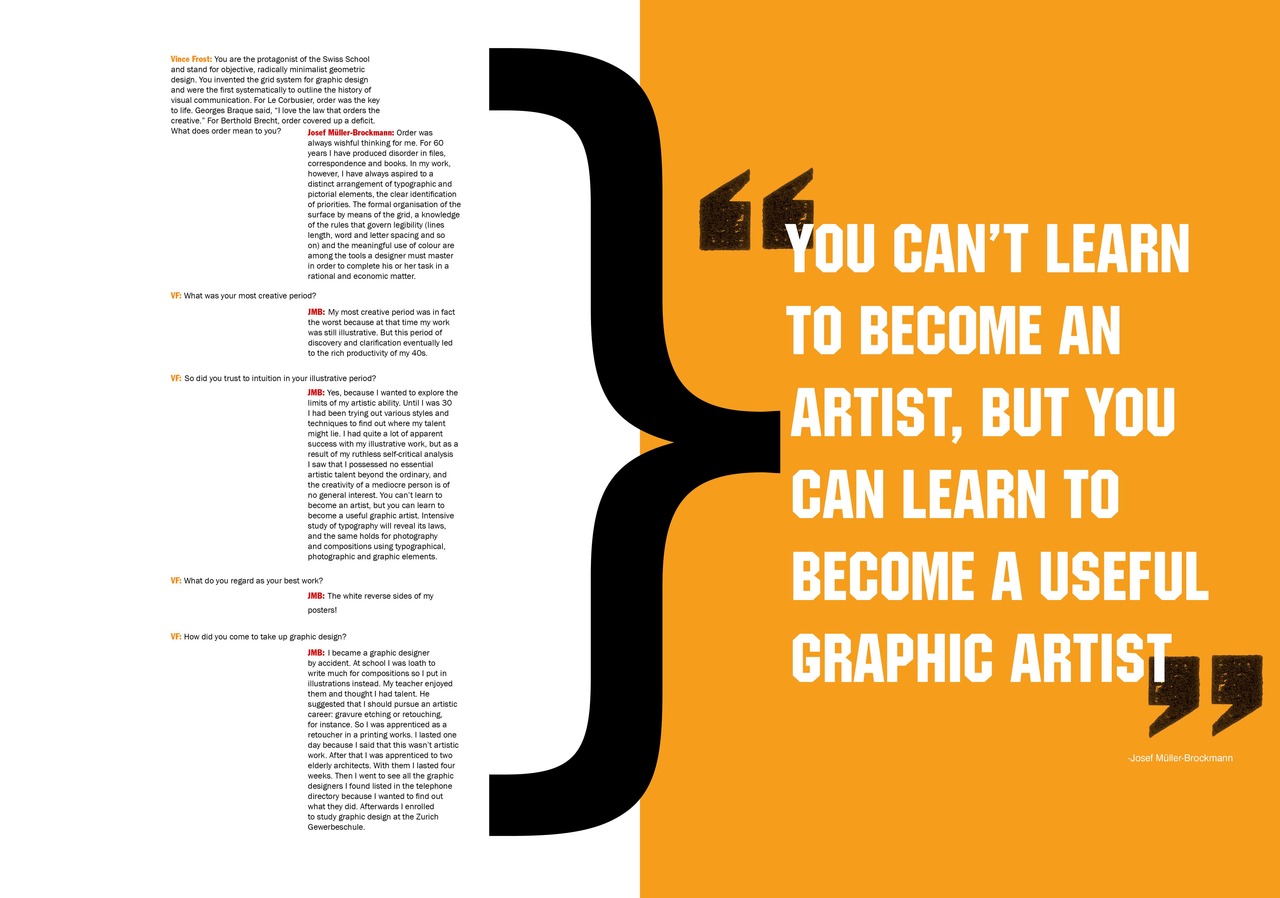 Vince Frost: You are the protagonist of the Swiss School
and stand for objective, radically minimalist geometric
design. You invented the grid system for graphic design
and were the first systematically to outline the history of
visual communication. For Le Corbusier, order was the key
to life. Georges Braque said, “I love the law that orders the
creative.” For Berthold Brecht, order covered up a deficit.
What does order mean to you?
Josef Müller-Brockmann: Order was
always wishful thinking for me. For 60
years I have produced disorder in files,
correspondence and books. In my work,
however, I have always aspired to a
distinct arrangement of typographic and
pictorial elements, the clear identification
of priorities. The formal organisation of the
surface by means of the grid, a knowledge
of the rules that govern legibility (lines
length, word and letter spacing and so
on) and the meaningful use of colour are
among the tools a designer must master
in order to complete his or her task in a
rational and economic matter.
VF: What was your most creative period?
JMB: My most creative period was in fact
the worst because at that time my work
was still illustrative. But this period of
discovery and clarification eventually led
to the rich productivity of my 40s.
VF: So did you trust to intuition in your illustrative period?
JMB: Yes, because I wanted to explore the
limits of my artistic ability. Until I was 30
I had been trying out various styles and
techniques to find out where my talent
might lie. I had quite a lot of apparent
success with my illustrative work, but as a
result of my ruthless self-critical analysis
I saw that I possessed no essential
artistic talent beyond the ordinary, and
the creativity of a mediocre person is of
no general interest. You can’t learn to
become an artist, but you can learn to
become a useful graphic artist. Intensive
study of typography will reveal its laws,
and the same holds for photography
and compositions using typographical,
photographic and graphic elements.
VF: What do you regard as your best work?
JMB: The white reverse sides of my
posters!
VF: How did you come to take up graphic design?
JMB: I became a graphic designer
by accident. At school I was loath to
write much for compositions so I put in
illustrations instead. My teacher enjoyed
them and thought I had talent. He
suggested that I should pursue an artistic
career: gravure etching or retouching,
for instance. So I was apprenticed as a
retoucher in a printing works. I lasted one
day because I said that this wasn’t artistic
work. After that I was apprenticed to two
elderly architects. With them I lasted four
weeks. Then I went to see all the graphic
designers I found listed in the telephone
directory because I wanted to find out
what they did. Afterwards I enrolled
to study graphic design at the Zurich
Gewerbeschule.
}
“YOU CAN’T LEARN
TO BECOME AN
ARTIST, BUT YOU
CAN LEARN TO
BECOME A USEFUL
GRAPHIC ARTIST”
-Josef Müller-Brockmann